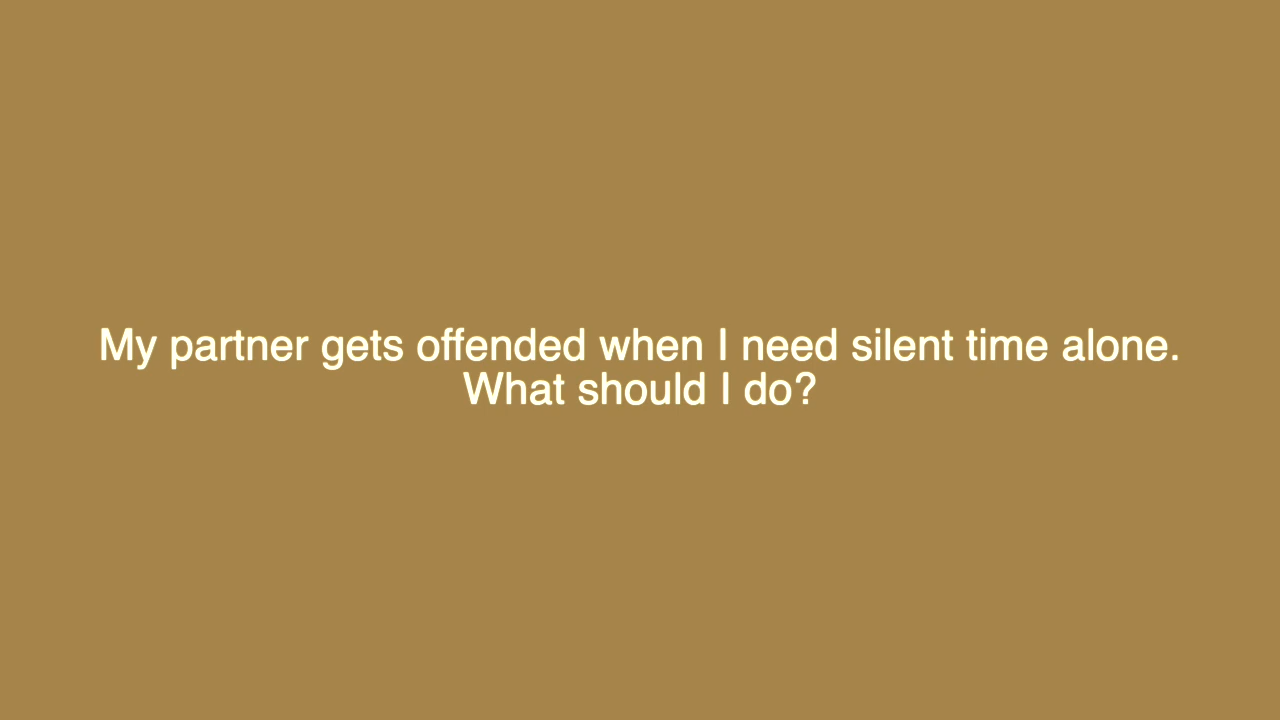 My partner gets offended when I need silent time alone.
What should I do?